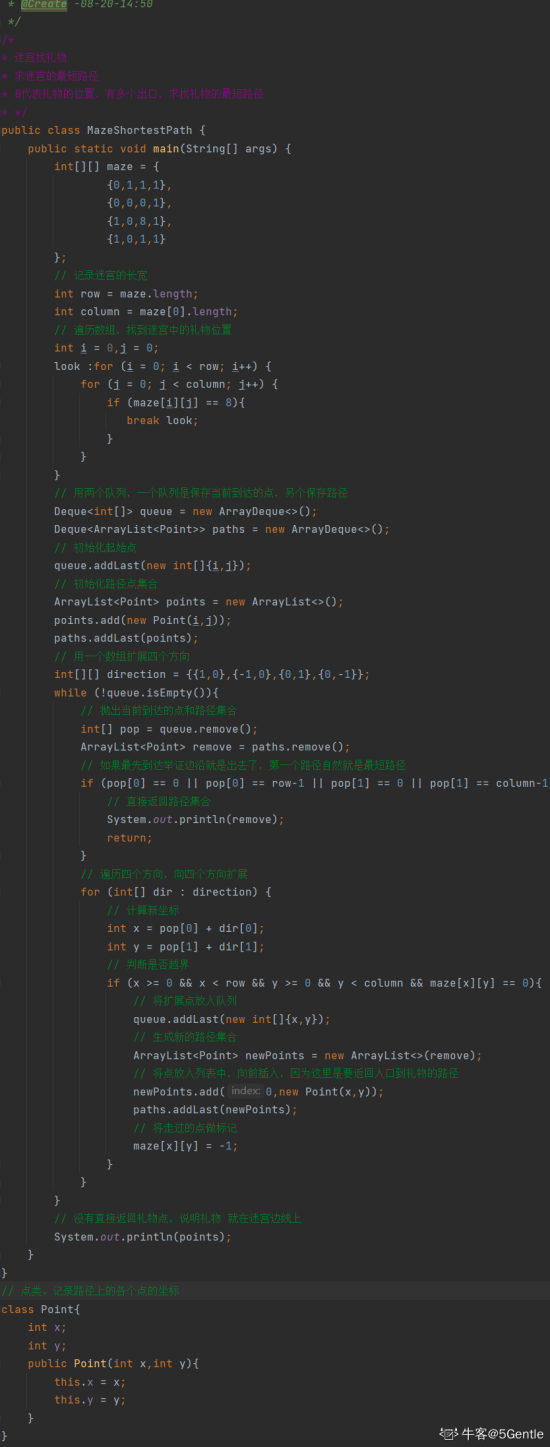 * @Create -08-20-14:50
*/
/*
* 迷宫找礼物
* 求迷宫的最短路径
* 8代表礼物的位置，有多个出口，求找礼物的最短路径
* */
public class MazeShortestPath {
public static void main(String[] args) {
int[][] maze = {
{0,1,1,1},
{0,0,0,1},
{1,0,8,1},
{1,0,1,1}
};
// 记录迷宫的长宽
int row = maze.length;
int column = maze[0].length;
// 遍历数组，找到迷宫中的礼物位置
int i = 0,j = 0;
look :for (i = 0; i < row; i++) {
for (j = 0; j < column; j++) {
if (maze[i][j] == 8){
break look;
}
}
}
// 用两个队列，一个队列是保存当前到达的点，另个保存路径
Deque<int[]> queue = new ArrayDeque<>();
Deque<ArrayList<Point>> paths = new ArrayDeque<>();
// 初始化起始点
queue.addLast(new int[]{i,j});
// 初始化路径点集合
ArrayList<Point> points = new ArrayList<>();
points.add(new Point(i,j));
paths.addLast(points);
// 用一个数组扩展四个方向
int[][] direction = {{1,0},{-1,0},{0,1},{0,-1}};
while (!queue.isEmpty()){
// 抛出当前到达的点和路径集合
int[] pop = queue.remove();
ArrayList<Point> remove = paths.remove();
// 如果最先到达举证边沿就是出去了，第一个路径自然就是最短路径
if (pop[0] == 0 || pop[0] == row-1 || pop[1] == 0 || pop[1] == column-1
// 直接返回路径集合
System.out.println(remove);
return;
}
// 遍历四个方向，向四个方向扩展
for (int[] dir : direction) {
// 计算新坐标
int x = pop[0] + dir[0];
int y = pop[1] + dir[1];
// 判断是否越界
if (x >= 0 && x < row && y >= 0 && y < column && maze[x][y] == 0){
// 将扩展点放入队列
queue.addLast(new int[]{x,y});
// 生成新的路径集合
ArrayList<Point> newPoints = new ArrayList<>(remove);
// 将点放入列表中，向前插入，因为这里是要返回入口到礼物的路径
newPoints.add( index: 0,new Point(x,y));
paths.addLast(newPoints);
// 将走过的点做标记
maze[x][y] = -1;
}
}
}
// 没有直接返回礼物点，说明礼物 就在迷宫边线上
System.out.println(points);
}
}
// 点类，记录路径上的各个点的坐标
class Point{
int x;
int y;
public Point(int x,int y){
this.x = x;
this.y = y;
}
}
牛客@5Gentle